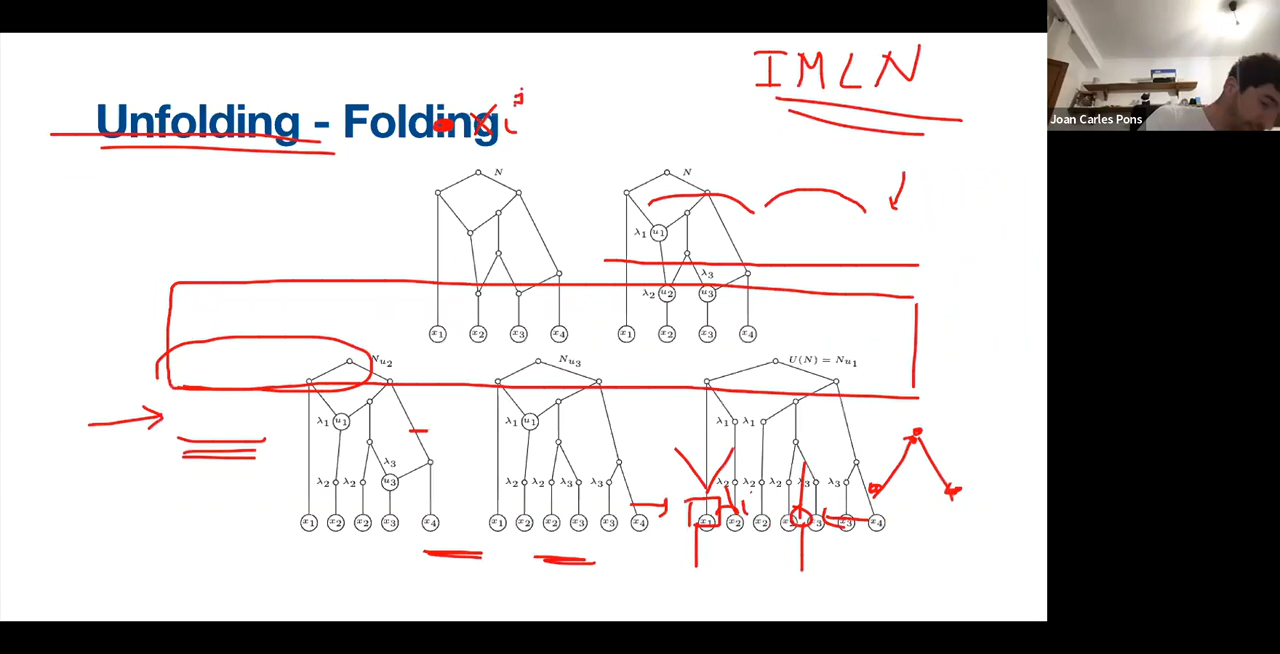 IMLN
Unfolding - Folding
x i j
Joan Carles Pons
N
N
λ1 u1
λ3
λ2 u2 u3
x1 x2 x3 x4
x1 x2 x3 x4
Nu2
Nu3
U(N) = Nu1
λ1 u1
λ1 u1
λ1 λ1
λ3
λ2 λ2 u3
λ2 λ2 λ3 λ3
λ2 λ2 λ2 λ3 λ3
x1 x2 x2 x3 x4
x1 x2 x2 x3 x3 x4
x1 x2 x2 x3 x3 x4